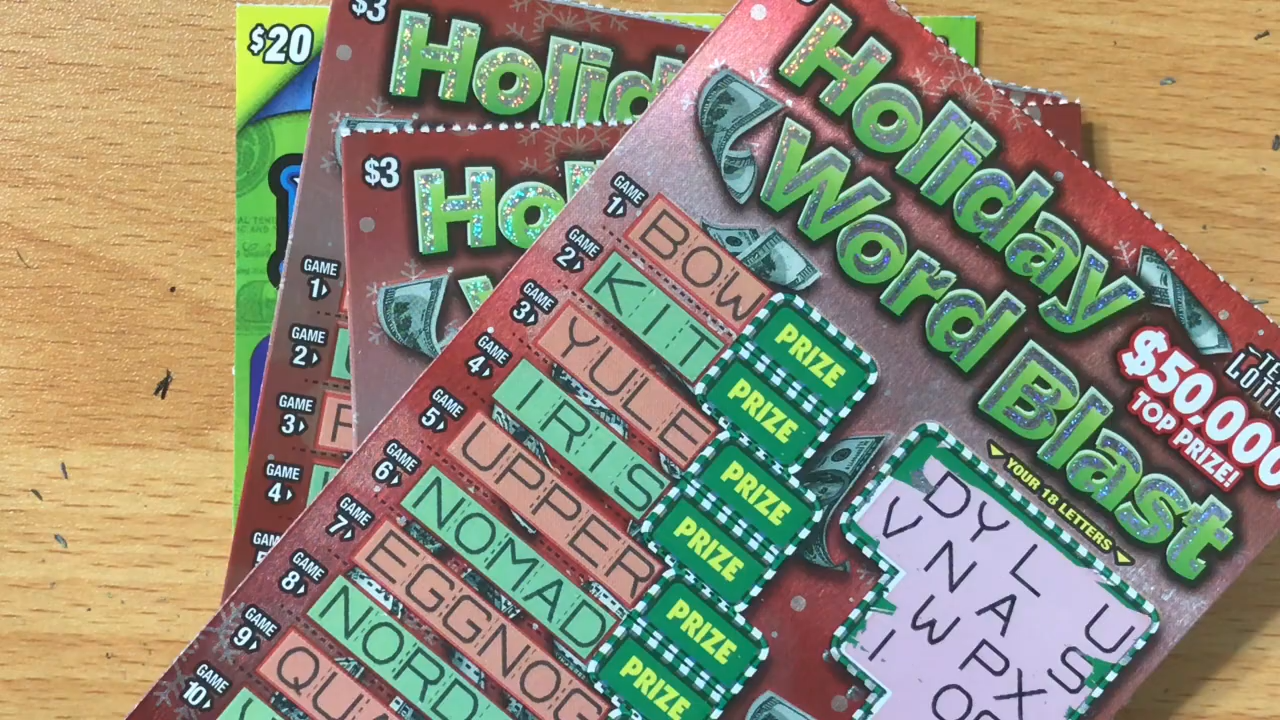 $20
$3
Holid
$3
Ho
GAME
1
GAME
2
GAME
3
GAME
4
Holiday
Word
Blast
$50,000
TOP PRIZE!
GAME
1
BOW
GAME
2
KIT
PRIZE
PRIZE
GAME
3
YULE
GAME
4
IRIS
PRIZE
PRIZE
GAME
5
UPPER
GAME
6
NOMAD
PRIZE
PRIZE
GAME
7
EGGNOG
GAME
8
NORD
GAME
9
QUA
GAME
10
YOUR 18 LETTERS
D Y L U
V N A S
W P X
I